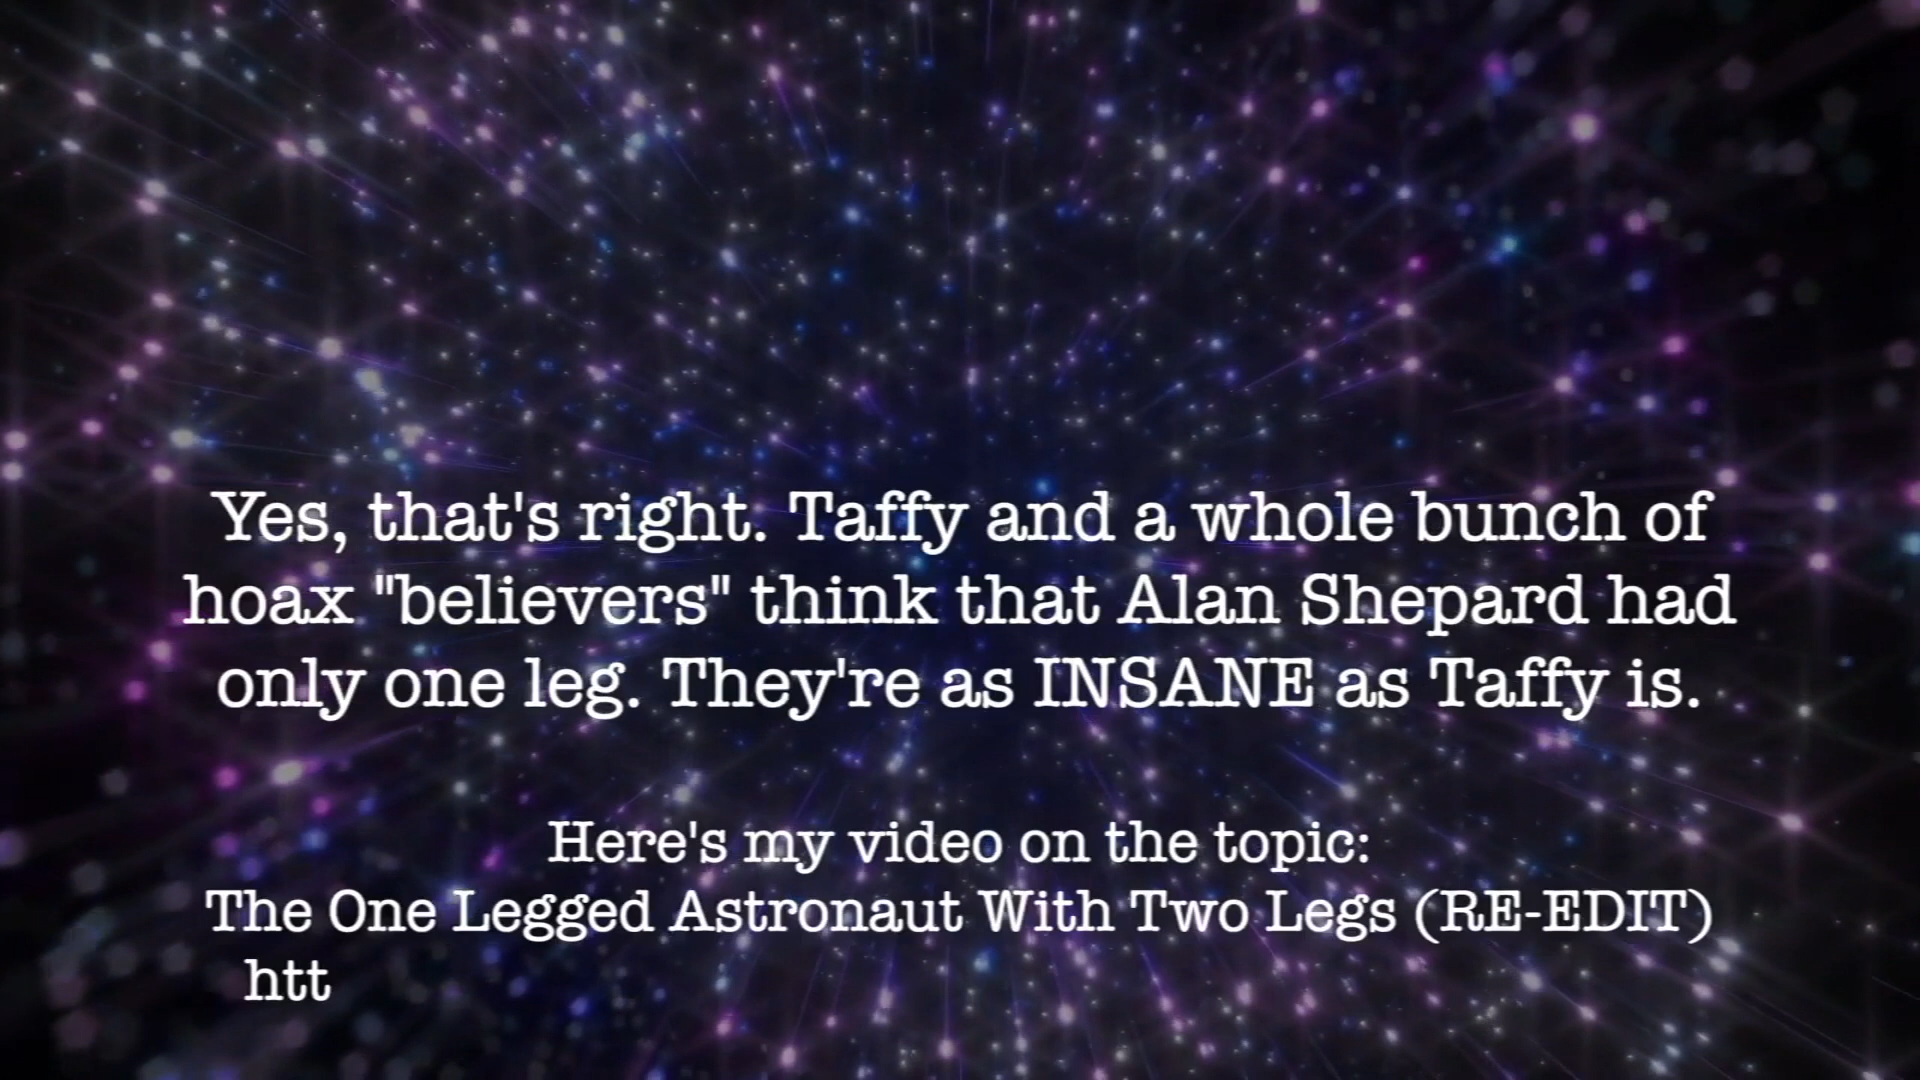 Yes, that's right. Taffy and a whole bunch of
hoax "believers" think that Alan Shepard had
only one leg. They're as INSANE as Taffy is.
Here's my video on the topic:
The One Legged Astronaut With Two Legs (RE-EDIT)
htt